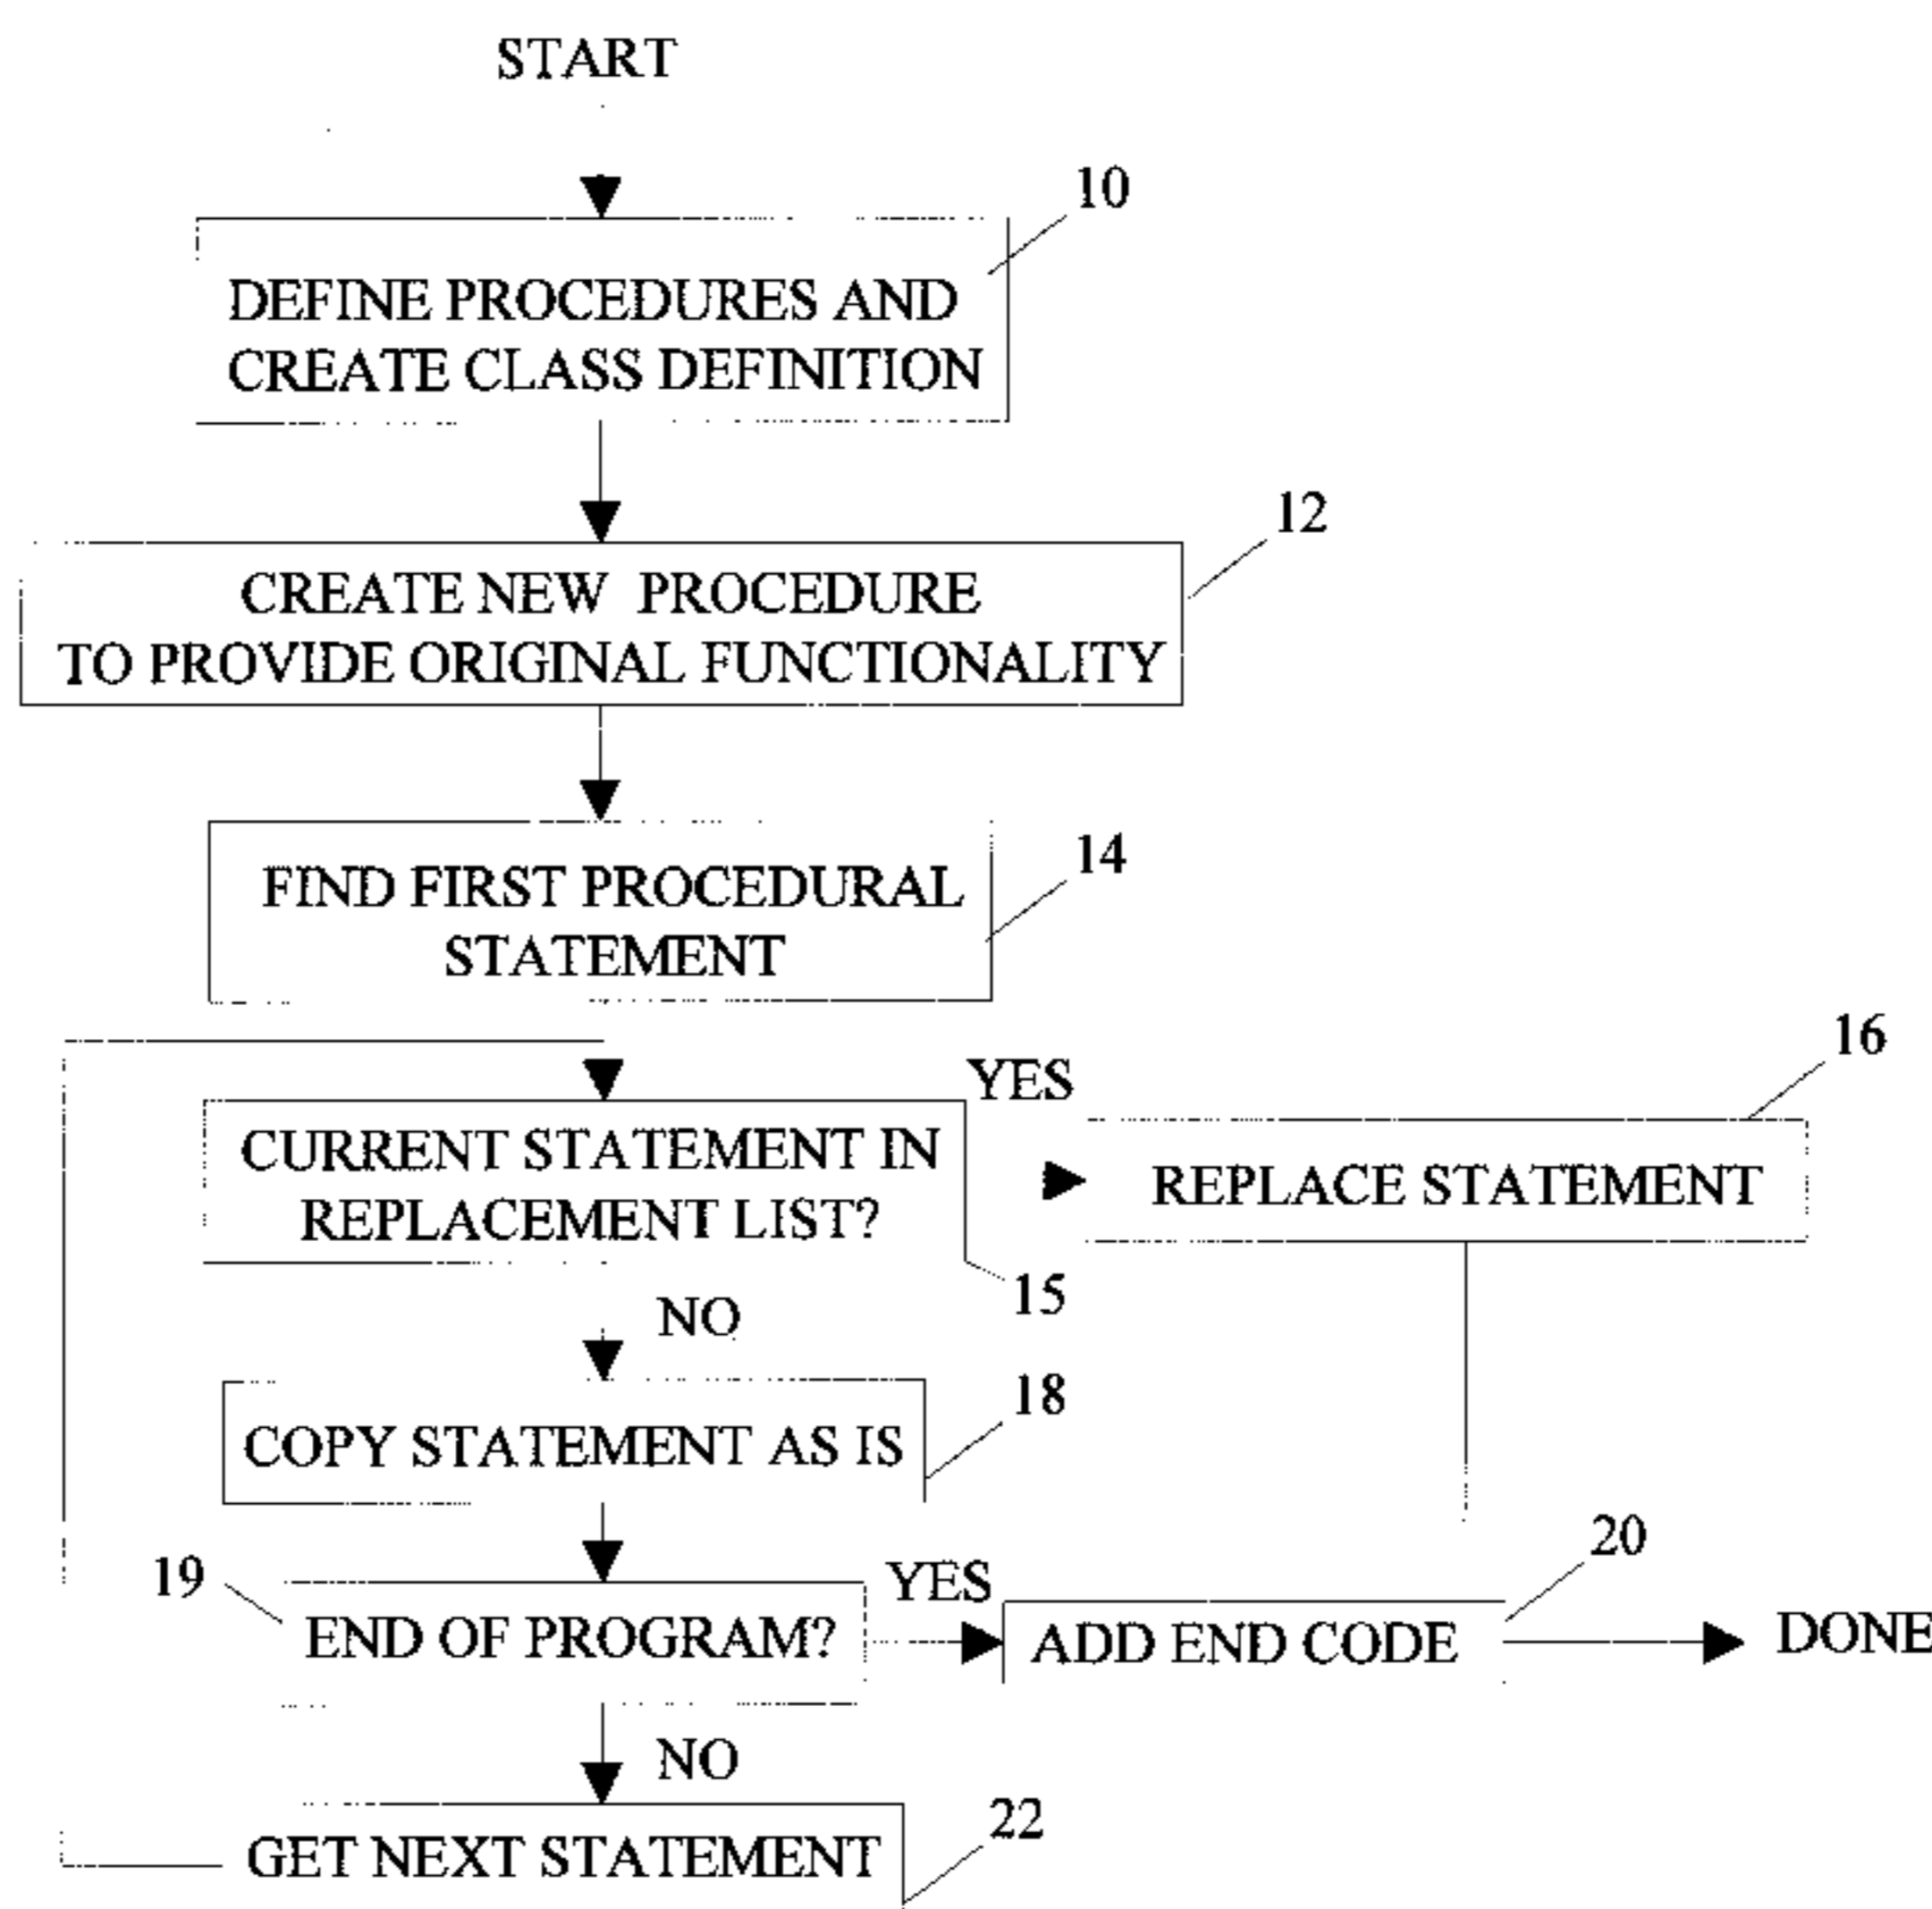 START
10
DEFINE PROCEDURES AND
CREATE CLASS DEFINITION
12
CREATE NEW PROCEDURE
TO PROVIDE ORIGINAL FUNCTIONALITY
14
FIND FIRST PROCEDURAL
STATEMENT
16
YES
CURRENT STATEMENT IN
REPLACEMENT LIST?
REPLACE STATEMENT
15
NO
18
COPY STATEMENT AS IS
20
19
YES
END OF PROGRAM?
ADD END CODE
DONE
NO
22
GET NEXT STATEMENT